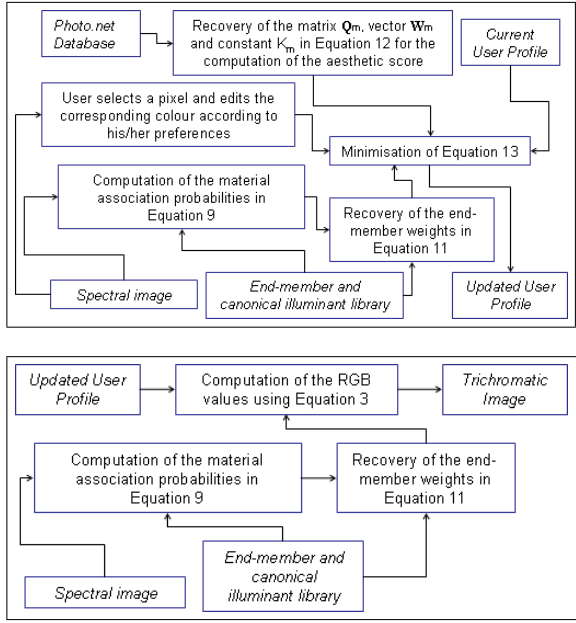 Photo.net
Database
Recovery of the matrix Qm, vector Wm
and constant Km in Equation 12 for the
computation of the aesthetic score
Current
User Profile
User selects a pixel and edits the
corresponding colour according to
his/her preferences
Minimisation of Equation 13
Computation of the material
association probabilities in
Equation 9
Recovery of the end-
member weights in
Equation 11
Spectral image
End-member and
canonical illuminant library
Updated User
Profile
Updated User
Profile
Computation of the RGB
values using Equation 3
Trichromatic
Image
Computation of the material
association probabilities in
Equation 9
Recovery of the end-
member weights in
Equation 11
End-member and
canonical
illuminant library
Spectral image